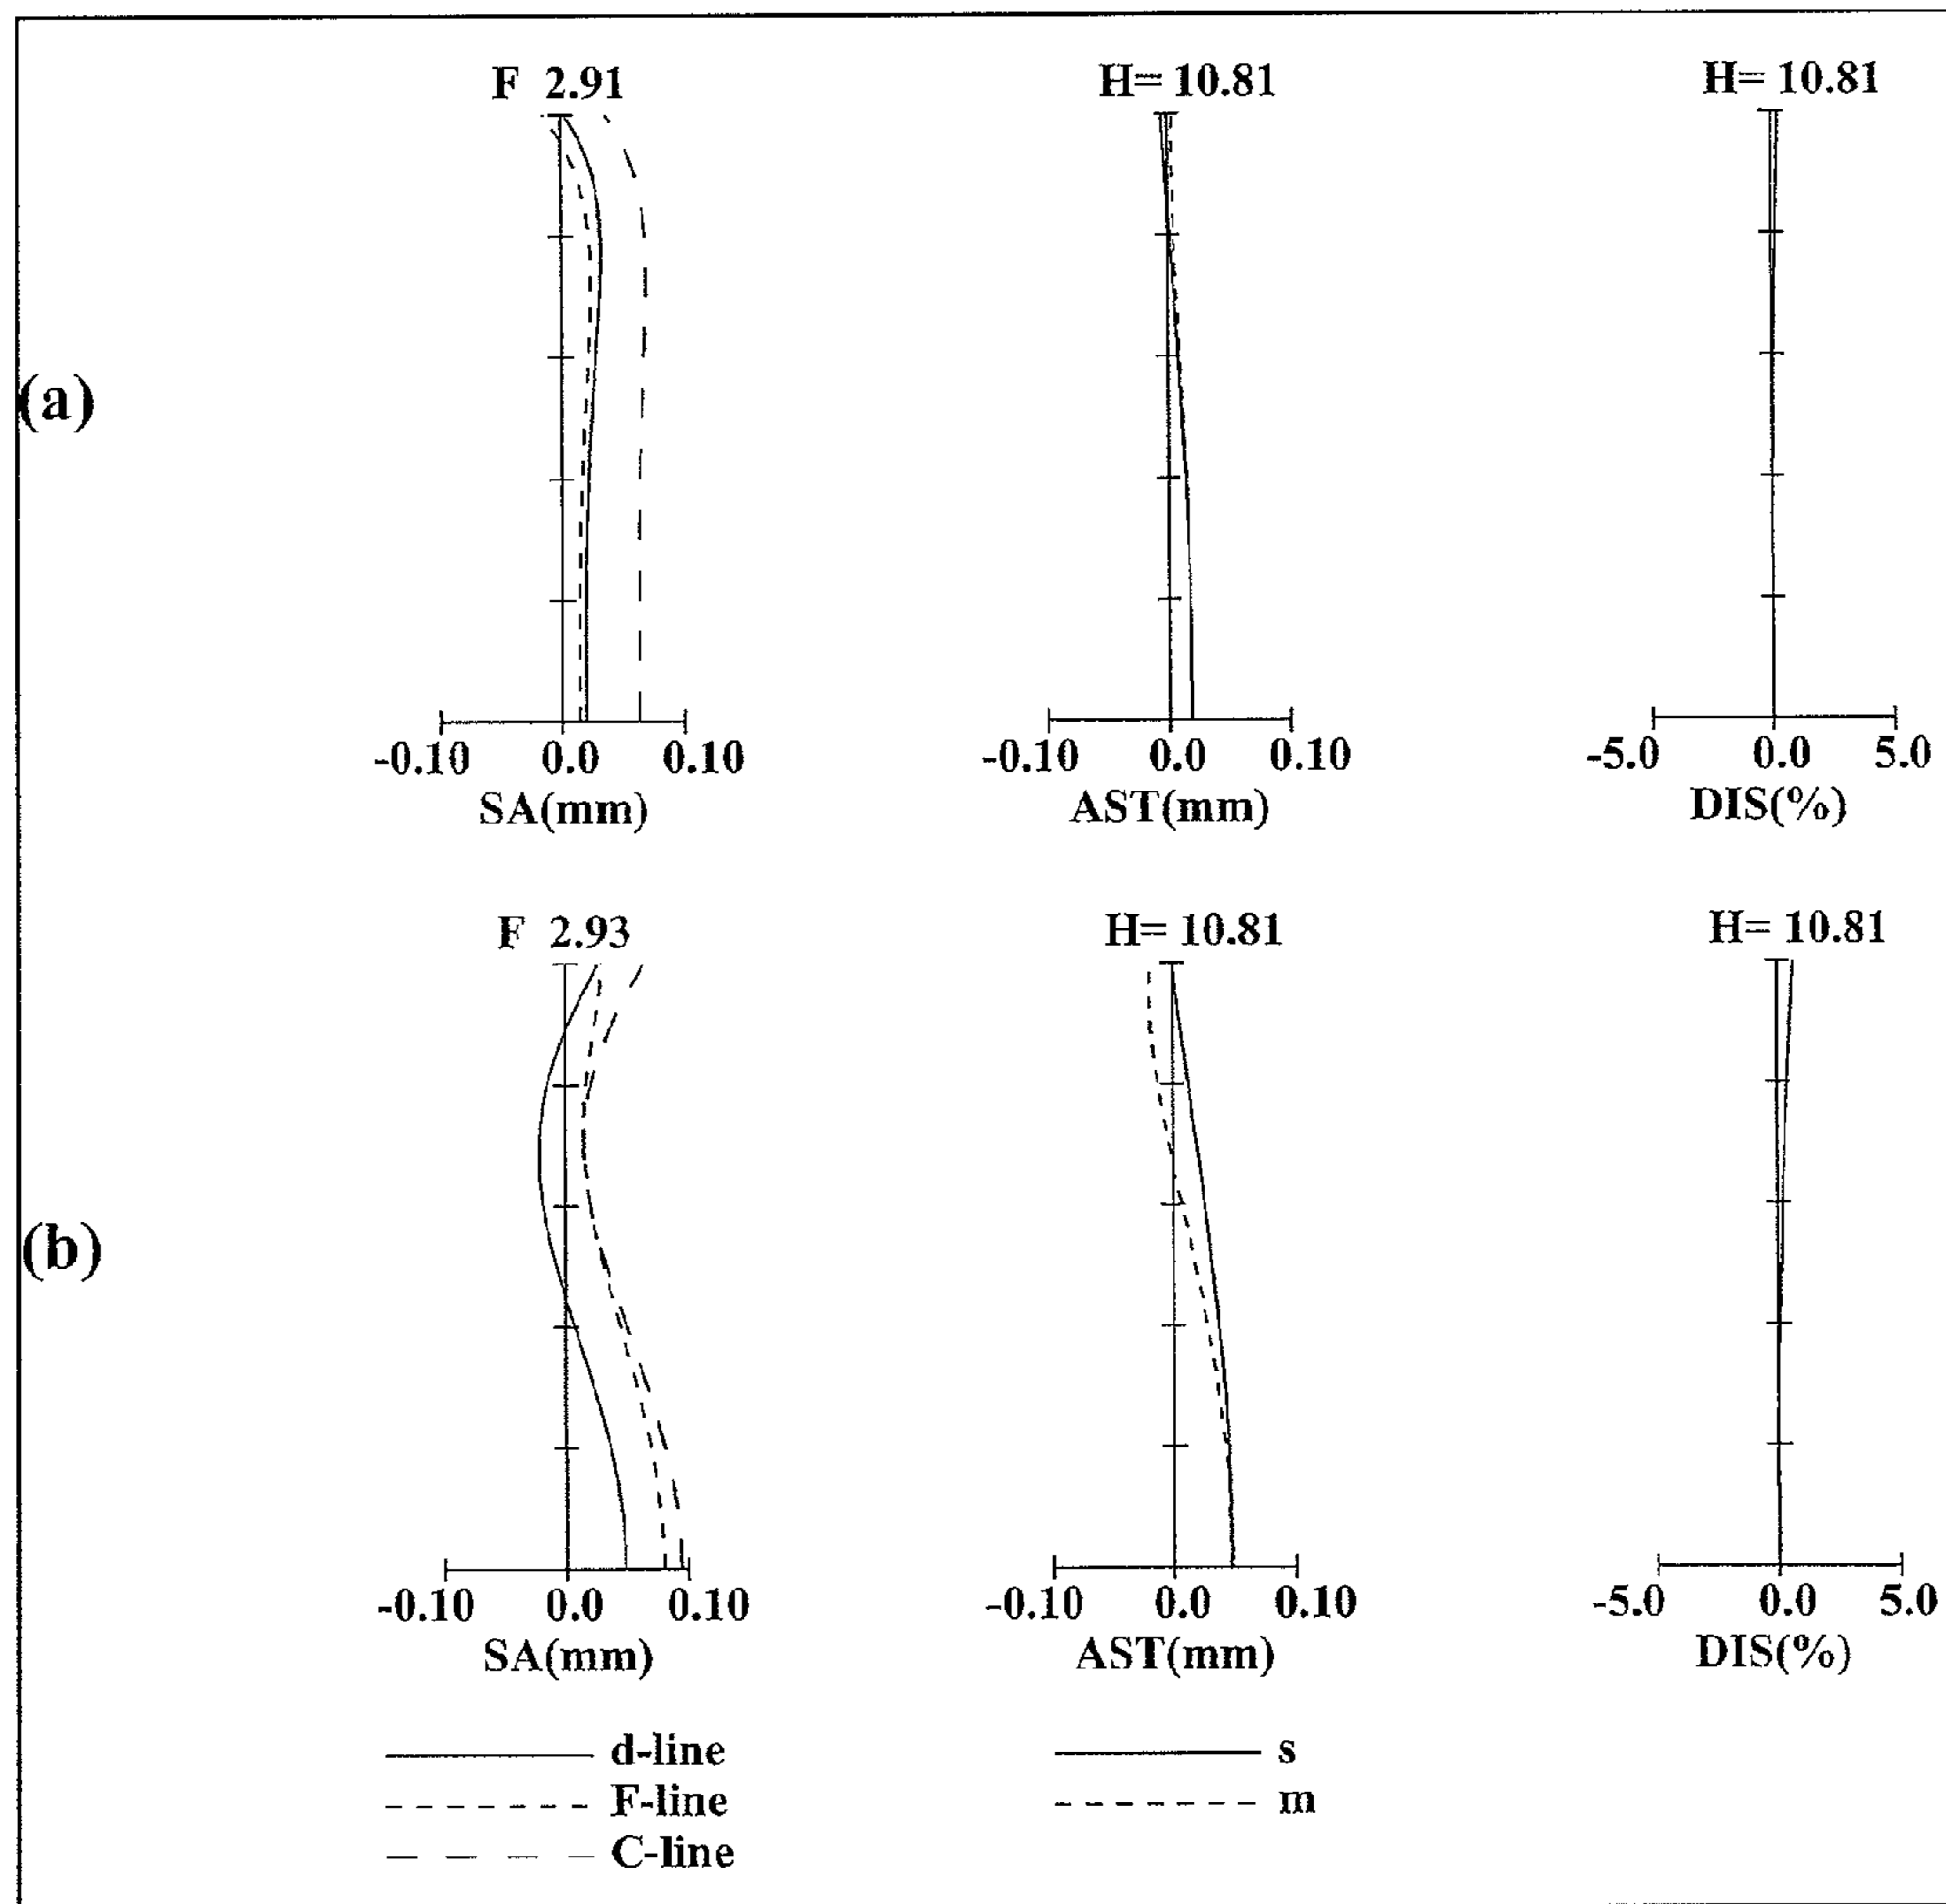 F 2.91 H= 10.81 H= 10.81
(a)
-0.10 0.0 0.10 -0.10 0.0 0.10 -5.0 0.0 5.0
SA(mm) AST(mm) DIS(%)
F 2.93 H= 10.81 H= 10.81
(b)
-0.10 0.0 0.10 -0.10 0.0 0.10 -5.0 0.0 5.0
SA(mm) AST(mm) DIS(%)
d-line s
F-line m
C-line